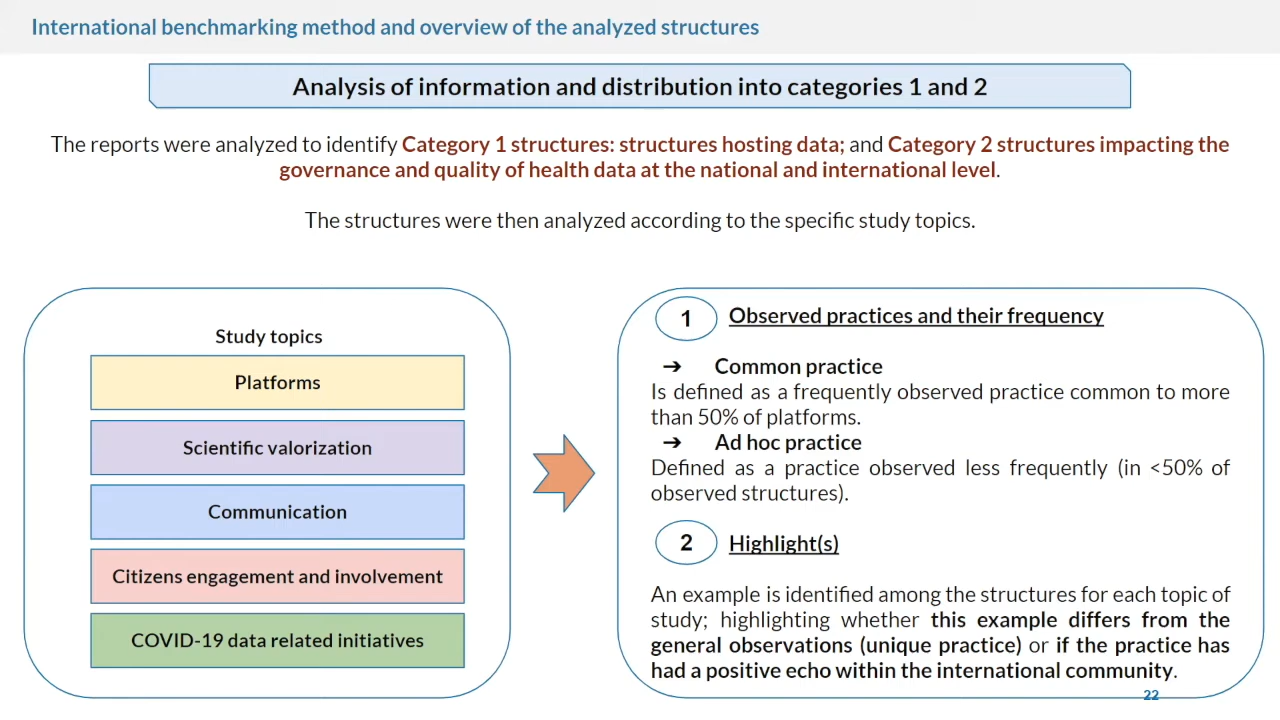 International benchmarking method and overview of the analyzed structures
Analysis of information and distribution into categories 1 and 2
The reports were analyzed to identify Category 1 structures: structures hosting data; and Category 2 structures impacting the
governance and quality of health data at the national and international level.
The structures were then analyzed according to the specific study topics.
Study topics
Platforms
Scientific valorization
Communication
Citizens engagement and involvement
COVID-19 data related initiatives
1 Observed practices and their frequency
➔ Common practice
Is defined as a frequently observed practice common to more
than 50% of platforms.
➔ Ad hoc practice
Defined as a practice observed less frequently (in <50% of
observed structures).
2 Highlight(s)
An example is identified among the structures for each topic of
study; highlighting whether this example differs from the
general observations (unique practice) or if the practice has
had a positive echo within the international community.
22